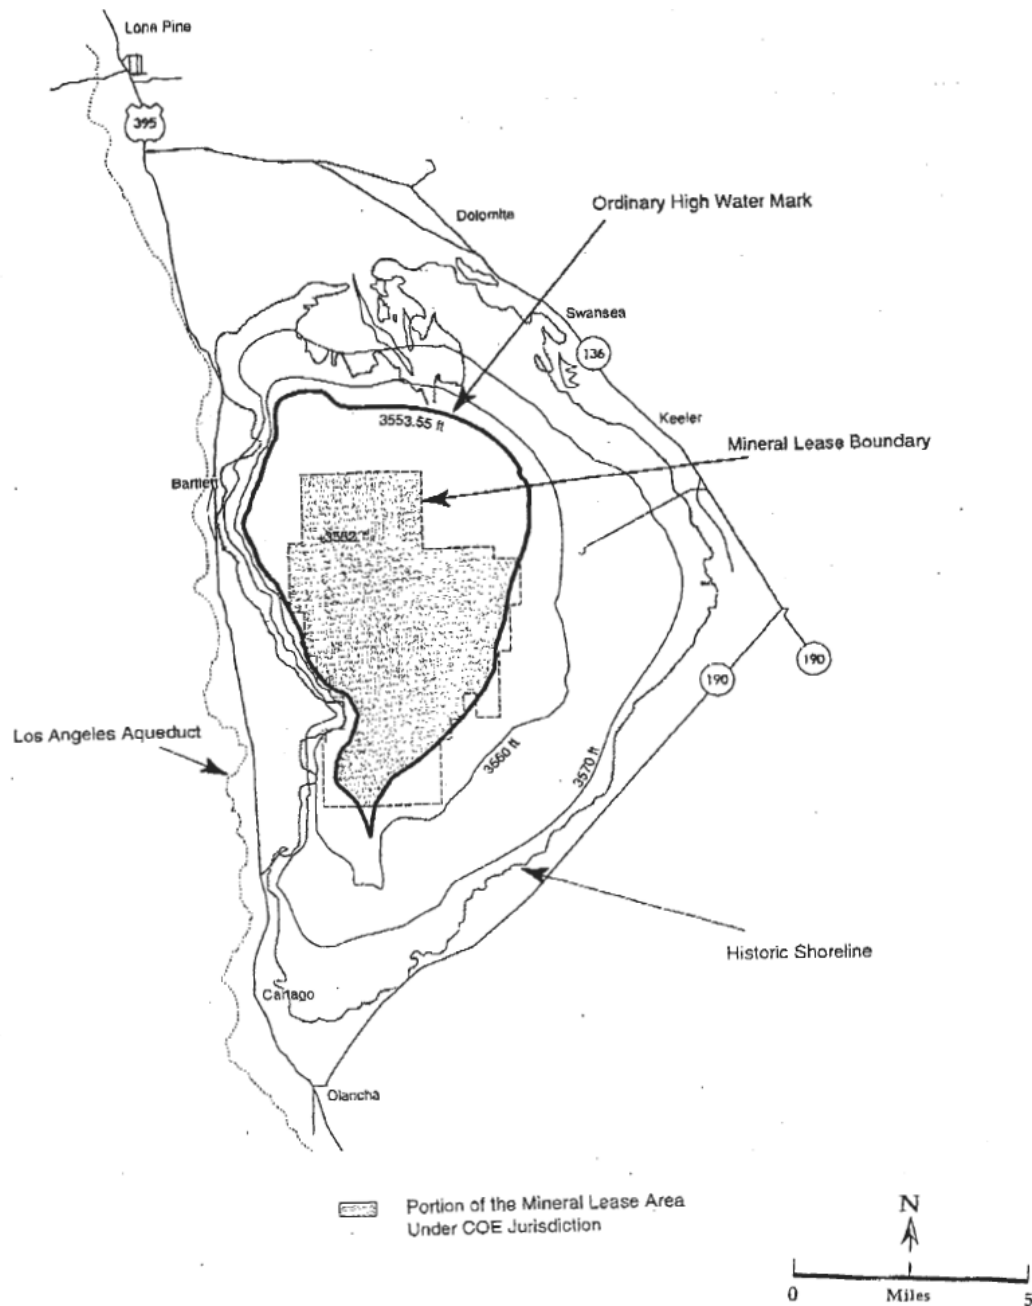 Lone Pine
395
Ordinary High Water Mark
Dolomite
Swansea
136
3553.55 ft
Keeler
Mineral Lease Boundary
Bartlett
3552 ft
190
190
Los Angeles Aqueduct
3560 ft
3570 ft
Historic Shoreline
Cartago
Olancha
Portion of the Mineral Lease Area
Under COE Jurisdiction
N
0
Miles
5